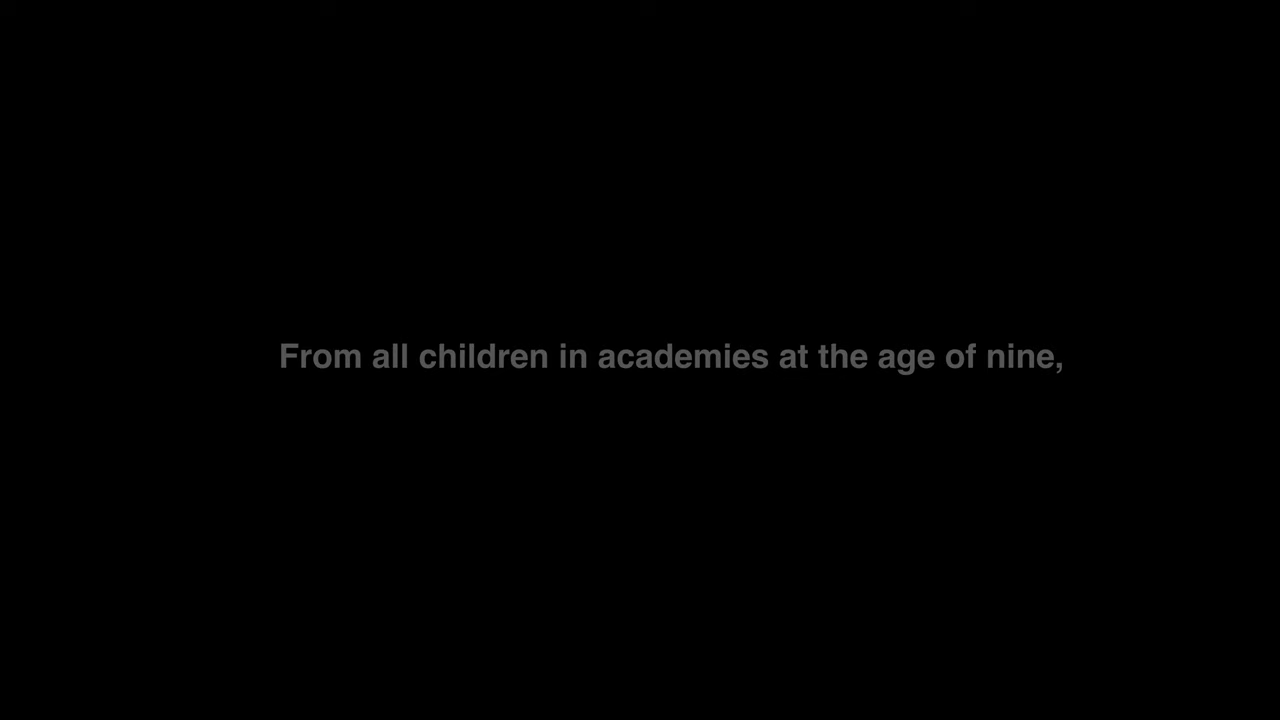 From all children in academies at the age of nine,